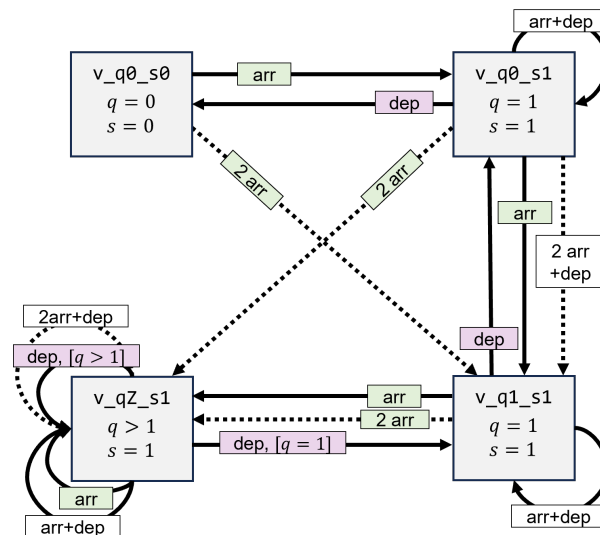 arr+dep
v_q0_s0
q = 0
s = 0
arr
dep
v_q0_s1
q = 1
s = 1
2 arr
2 arr
arr
2 arr
+dep
dep
2arr+dep
dep, [q > 1]
v_qZ_s1
q > 1
s = 1
arr
2 arr
dep, [q = 1]
v_q1_s1
q = 1
s = 1
arr
arr+dep
arr+dep